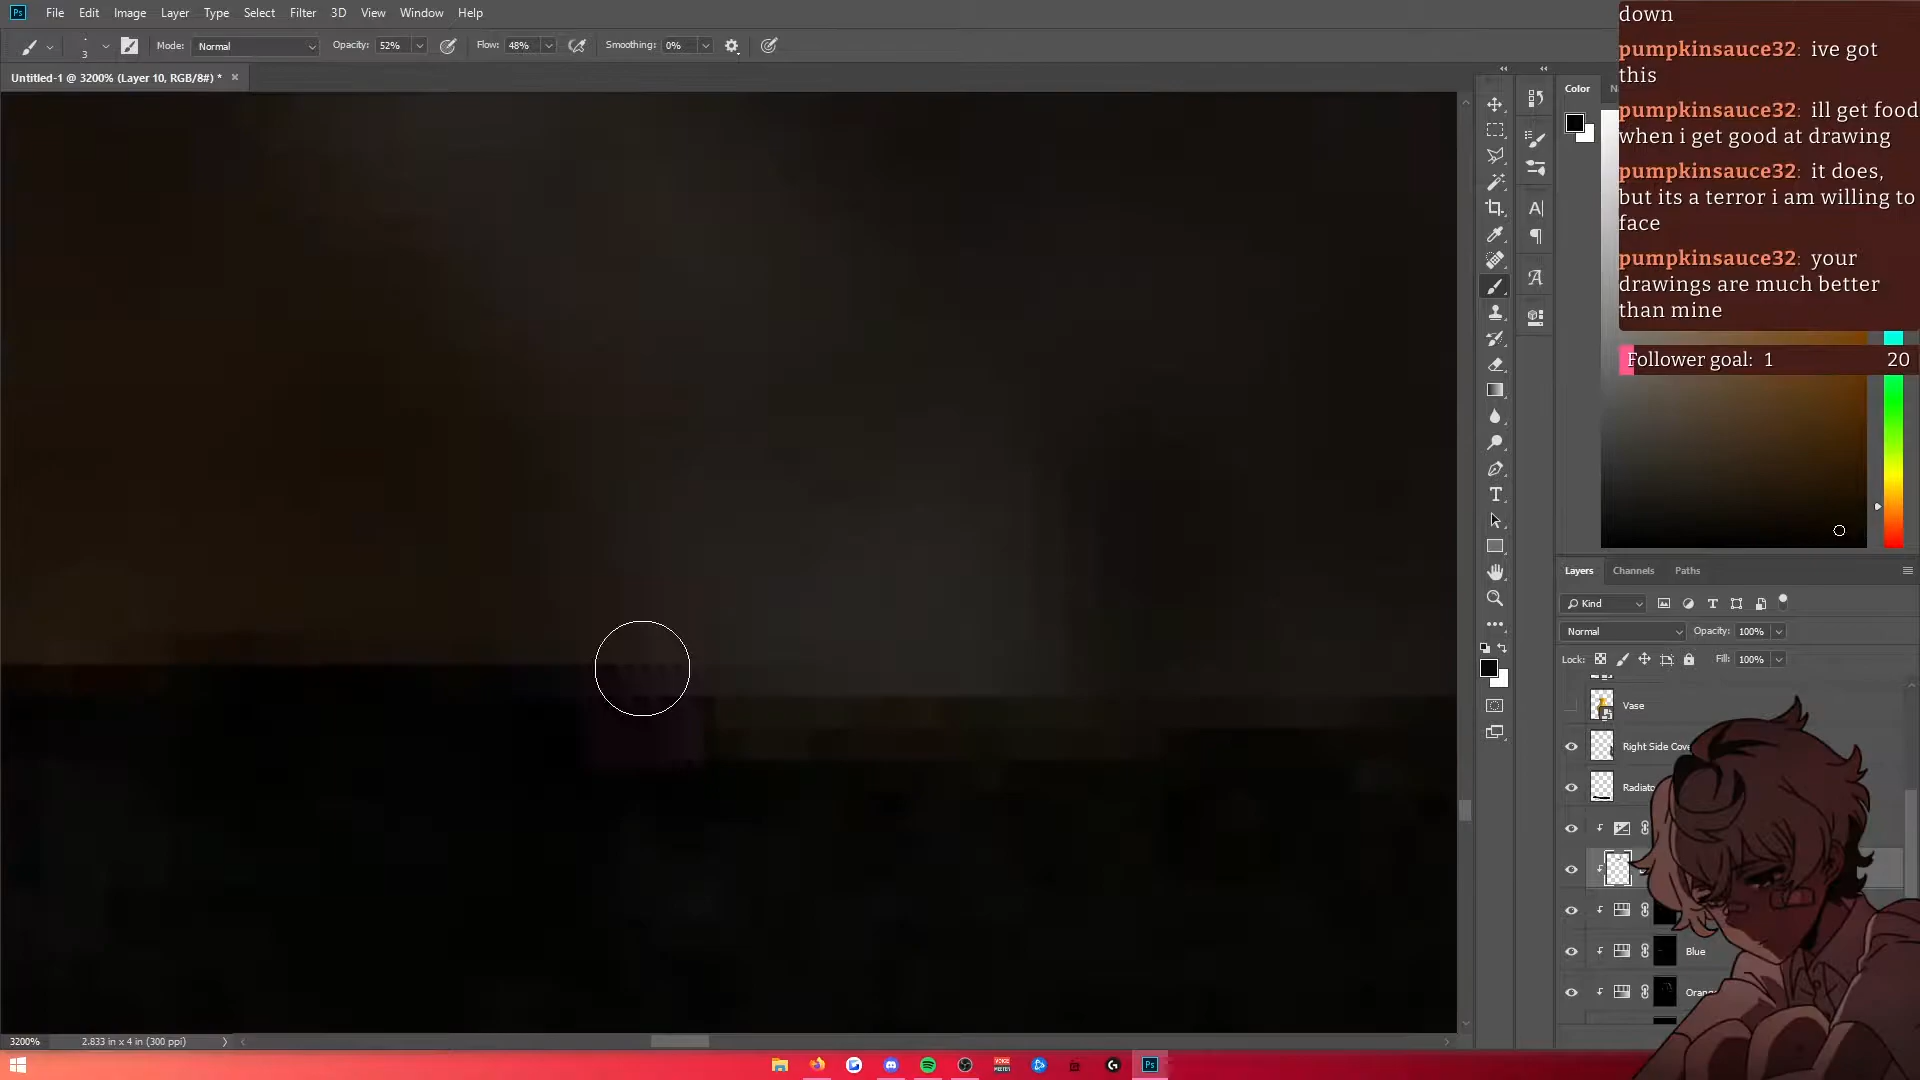 Ps File Edit Image Layer Type Select Filter 3D View Window Help
3 Mode: Normal Opacity: 52% Flow: 48% Smoothing: 0%
Untitled-1 @ 3200% (Layer 10, RGB/8#) *
Color
down
pumpkinsauce32: ive got
this
pumpkinsauce32: ill get food
when i get good at drawing
pumpkinsauce32: it does,
but its a terror i am willing to
face
pumpkinsauce32: your
drawings are much better
than mine
Follower goal: 1 20
Layers Channels Paths
Kind
Normal Opacity: 100%
Lock: Fill: 100%
Vase
Right Side Cove
Radiato
Blue
Orang
3200% 2.833 in x 4 in (300 ppi)
Ps